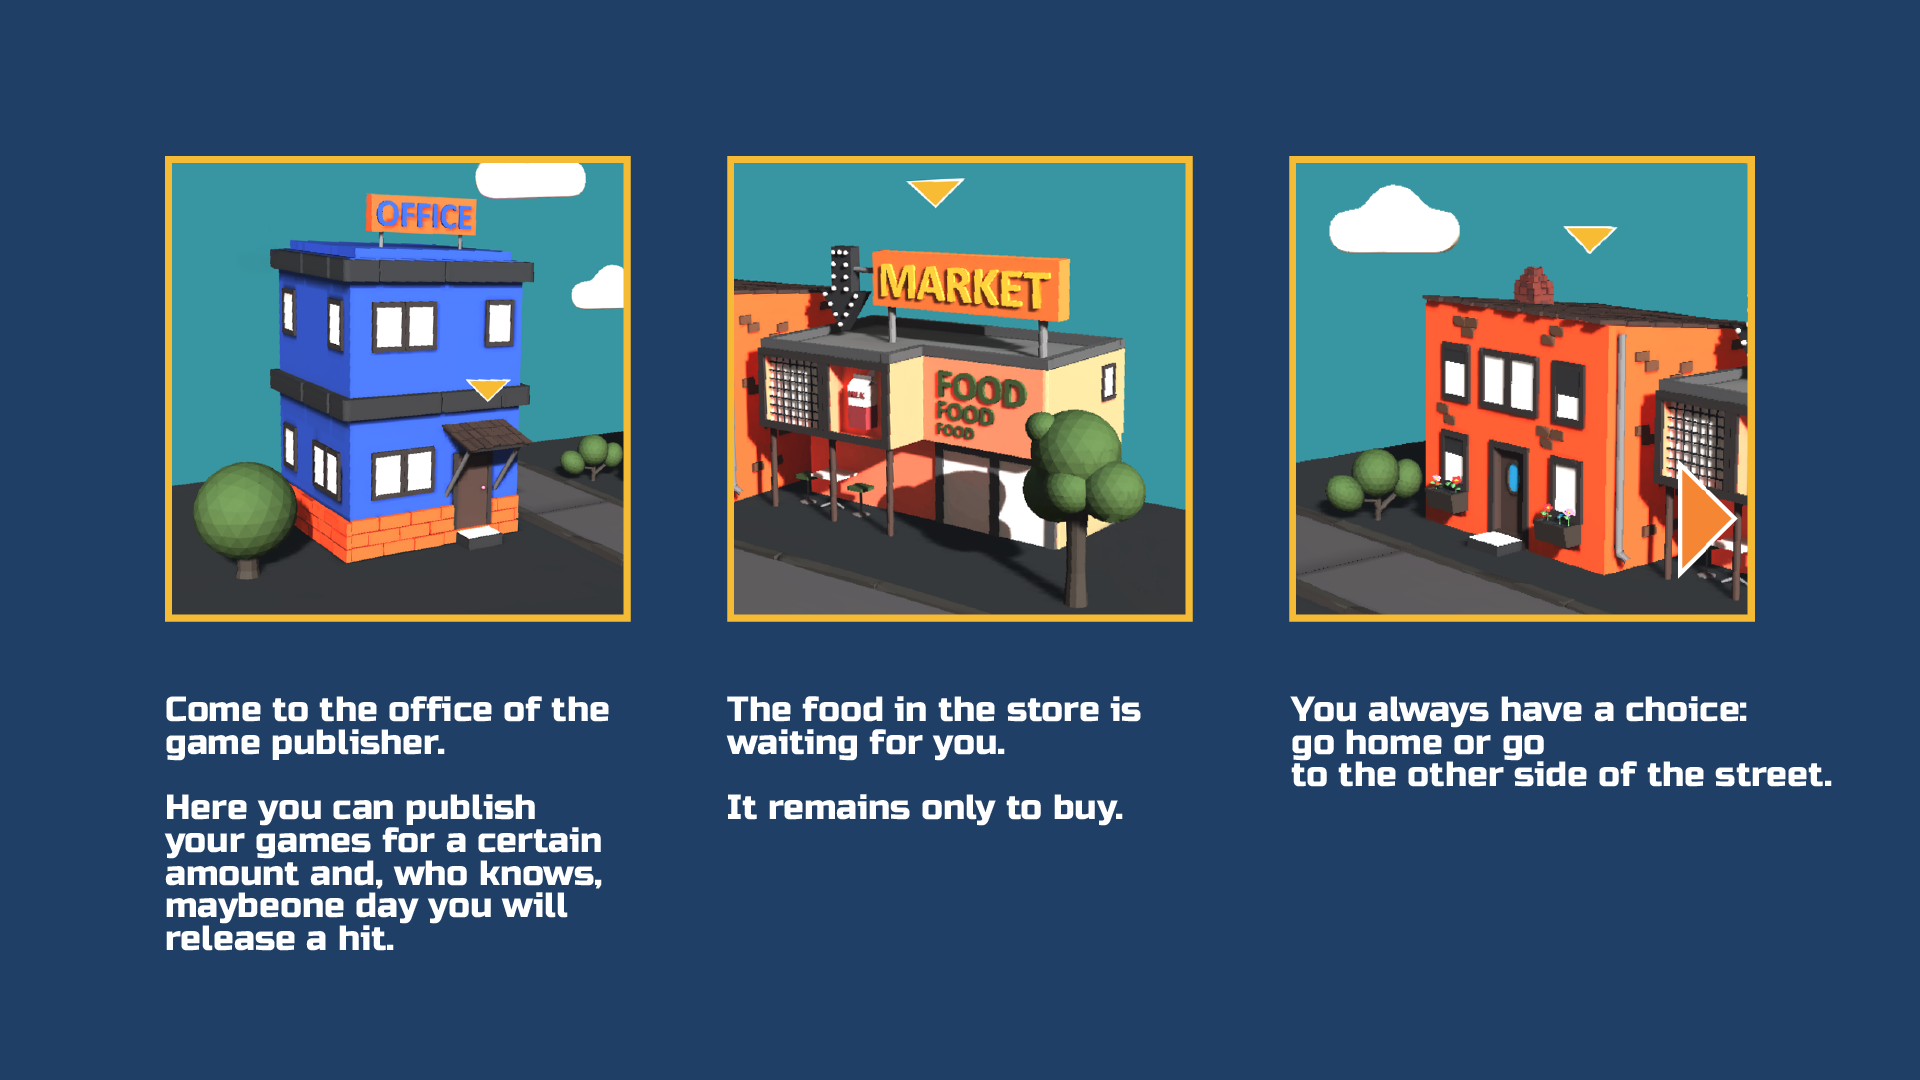 OFFICE
MARKET
FOOD
FOOD
FOOD
MILK
Come to the office of the
game publisher.
Here you can publish
your games for a certain
amount and, who knows,
maybeone day you will
release a hit.
The food in the store is
waiting for you.
It remains only to buy.
You always have a choice:
go home or go
to the other side of the street.